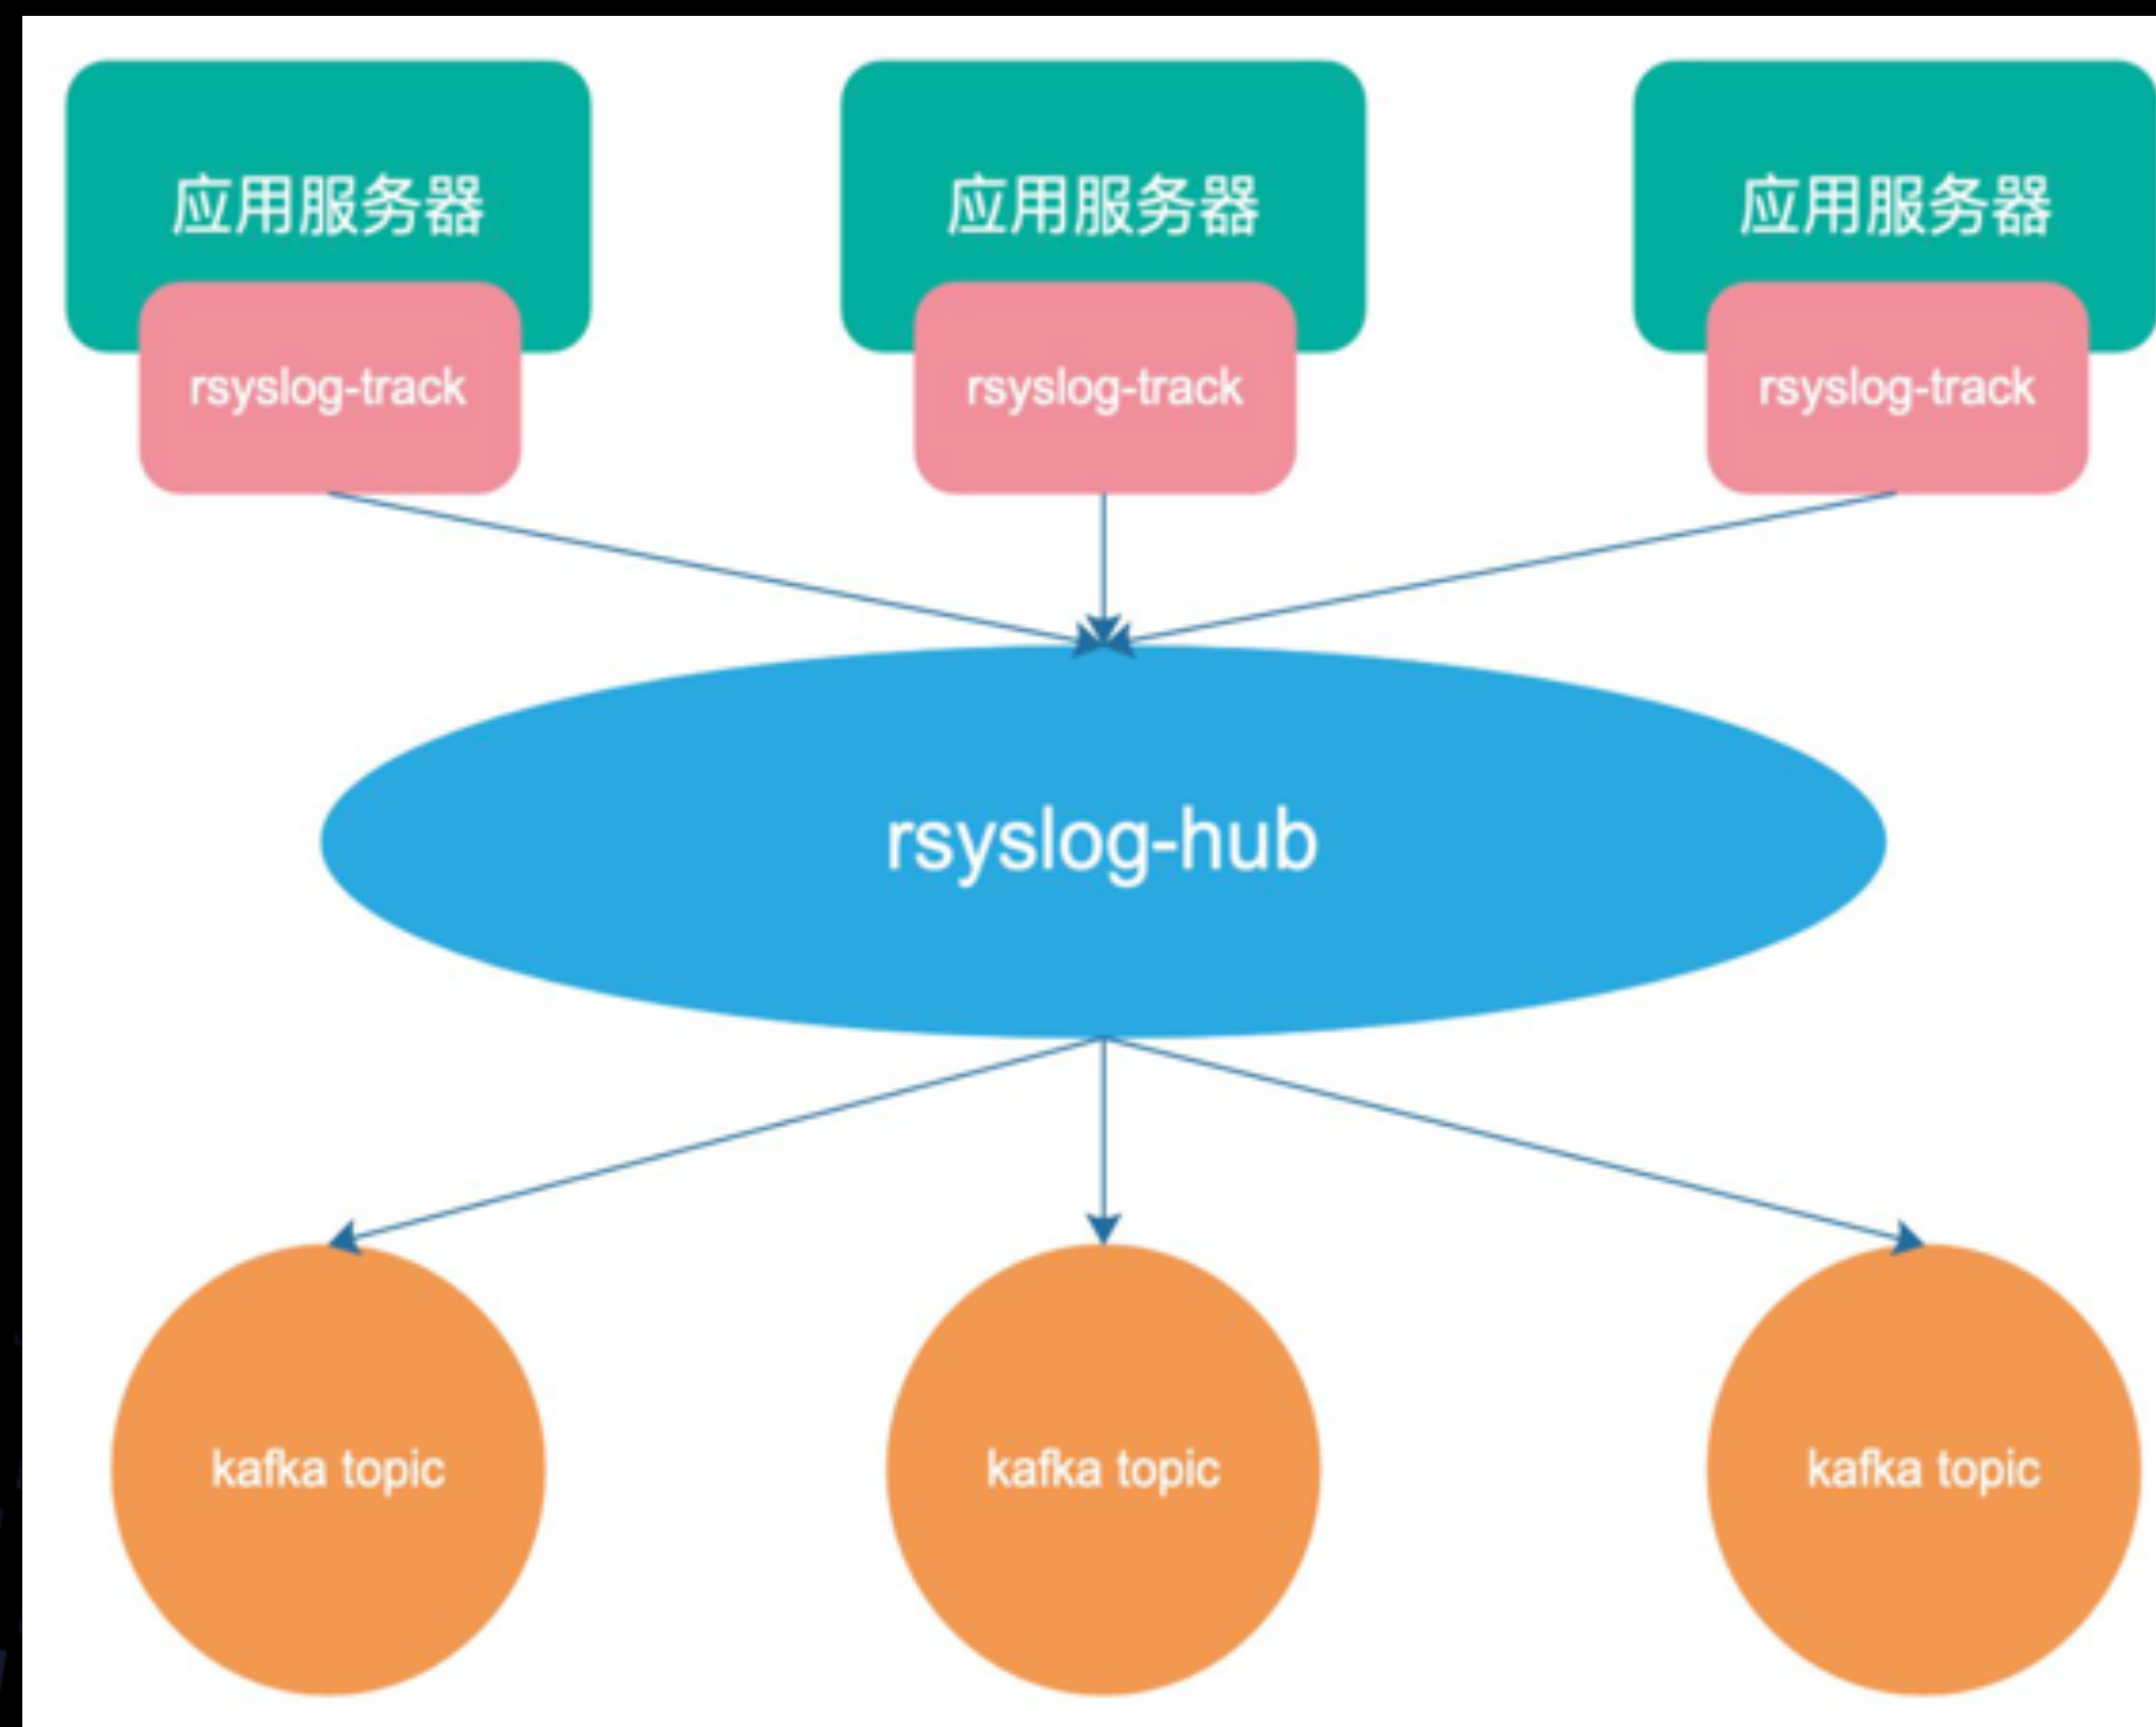 应用服务器
应用服务器
应用服务器
rsyslog-track
rsyslog-track
rsyslog-track
rsyslog-hub
kafka topic
kafka topic
kafka topic